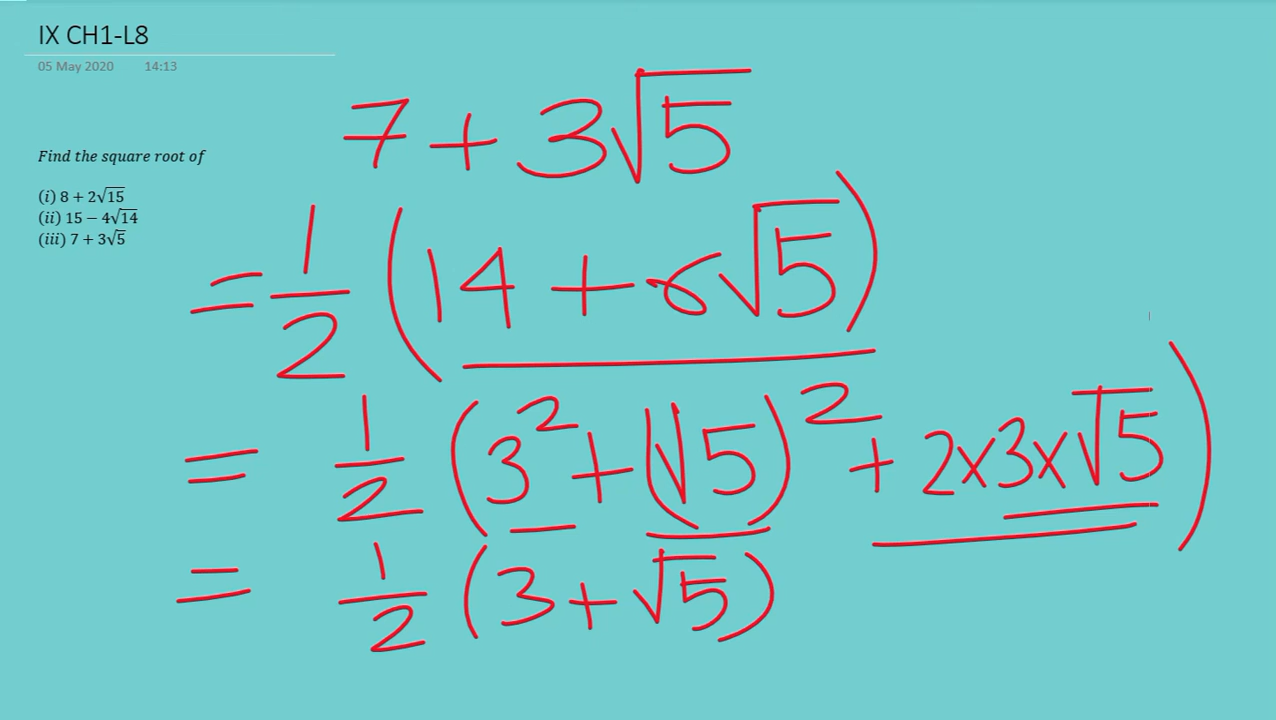 IX CH1-L8
05 May 2020 14:13
Find the square root of
(i) 8 + 2√15
(ii) 15 − 4√14
(iii) 7 + 3√5
7 + 3√5
= 1/2 (14 + 6√5)
= 1/2 (3² + (√5)² + 2×3×√5)
= 1/2 (3 + √5)